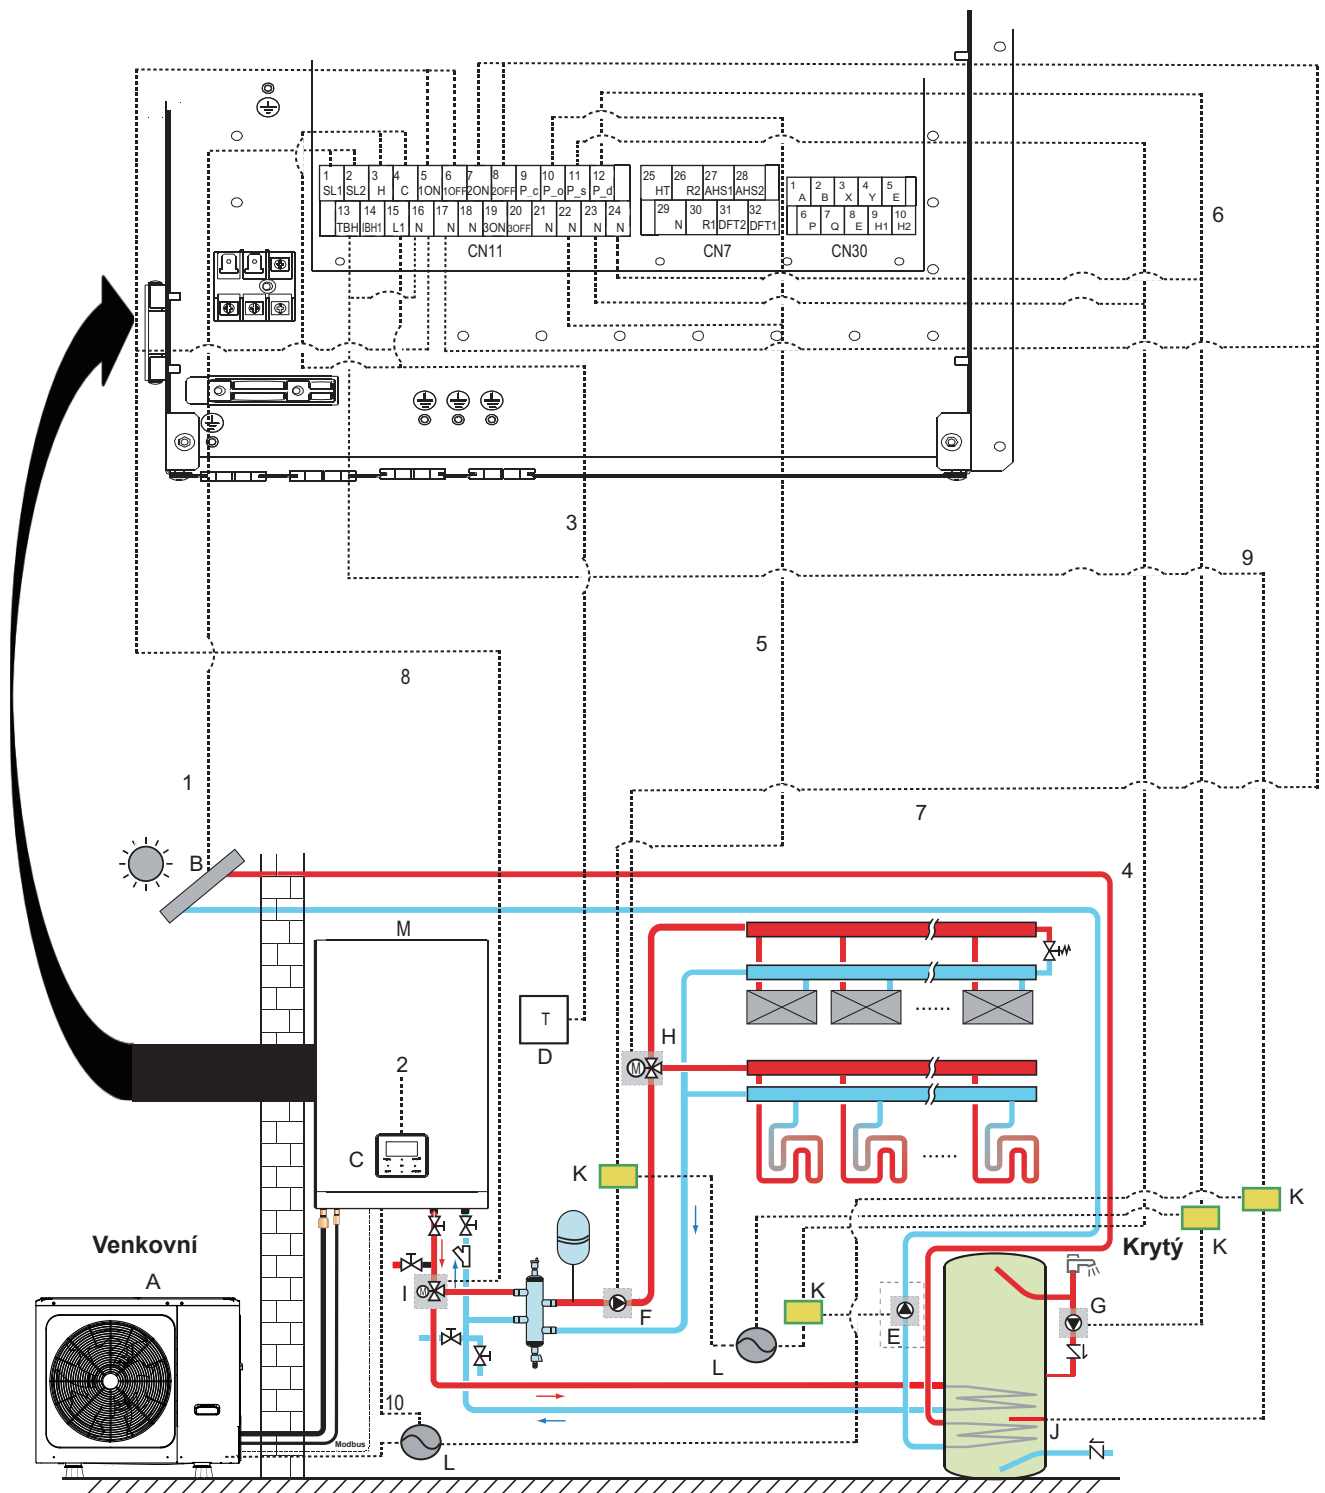 1 2 3 4 5 6 7 8 9 10 11 12
SL1 SL2 H C 1ON 1OFF 2ON 2OFF P_c P_o P_s P_d
13 14 15 16 17 18 19 20 21 22 23 24
TBH IBH1 L1 N N N 3ON 3OFF N N N N
CN11
25 26 27 28
HT R2 AHS1 AHS2
29 30 31 32
N R1 DFT2 DFT1
CN7
1 2 3 4 5
A B X Y E
6 7 8 9 10
P Q E H1 H2
CN30
6
3
9
5
8
1
7
4
B
M
T
D
H
M
2
C
K
K
K
Venkovní
Krytý
A
M
I
F
K
G
E
L
10
J
Modbus
L